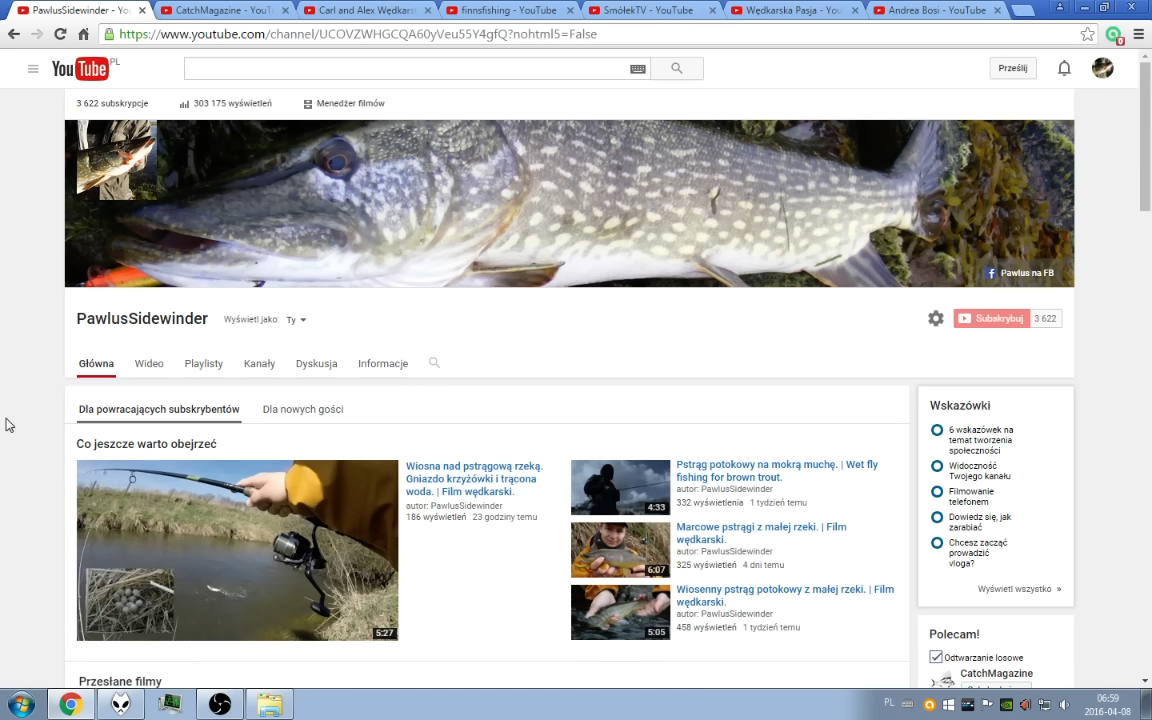 PawlusSidewinder - You
CatchMagazine - YouT
Carl and Alex Wędkars
finnsfishing - YouTube
SmółekTV - YouTube
Wędkarska Pasja - You
Andrea Bosi - YouTube
https://www.youtube.com/channel/UCOVZWHGCQA60yVeu55Y4gfQ?nohtml5=False
YouTube PL
Prześlij
3 622 subskrypcje
303 175 wyświetleń
Menedżer filmów
Pawlus na FB
PawlusSidewinder
Wyświetl jako: Ty
Subskrybuj 3 622
Główna
Wideo
Playlisty
Kanały
Dyskusja
Informacje
Dla powracających subskrybentów
Dla nowych gości
Co jeszcze warto obejrzeć
5:27
Wiosna nad pstrągową rzeką.
Gniazdo krzyżówki i trącona
woda. | Film wędkarski.
autor: PawlusSidewinder
186 wyświetleń 23 godziny temu
4:33
Pstrąg potokowy na mokrą muchę. | Wet fly
fishing for brown trout.
autor: PawlusSidewinder
332 wyświetlenia 1 tydzień temu
6:07
Marcowe pstrągi z małej rzeki. | Film
wędkarski.
autor: PawlusSidewinder
325 wyświetleń 4 dni temu
5:05
Wiosenny pstrąg potokowy z małej rzeki. | Film
wędkarski.
autor: PawlusSidewinder
458 wyświetleń 1 tydzień temu
Przesłane filmy
Wskazówki
6 wskazówek na
temat tworzenia
społeczności
Widoczność
Twojego kanału
Filmowanie
telefonem
Dowiedz się, jak
zarabiać
Chcesz zacząć
prowadzić
vloga?
Wyświetl wszystko »
Polecam!
Odtwarzanie losowe
CatchMagazine
PL
06:59
2016-04-08